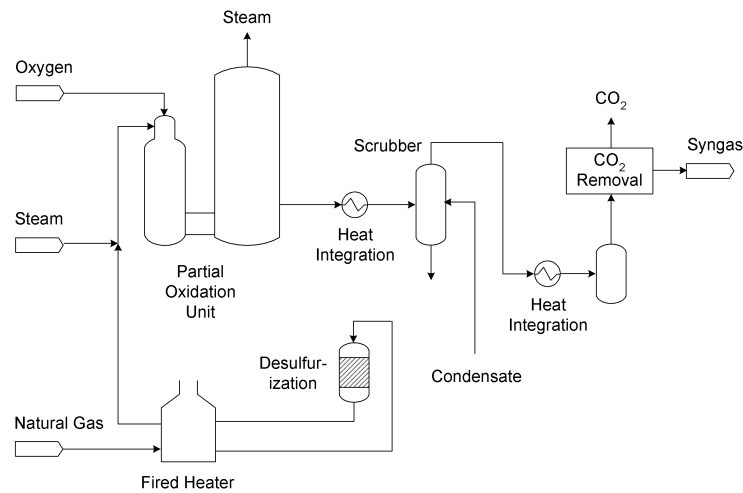 Steam
Oxygen
CO₂
Scrubber
CO₂
Removal
Syngas
Steam
Heat
Integration
Partial
Oxidation
Unit
Heat
Integration
Desulfur-
ization
Condensate
Natural Gas
Fired Heater